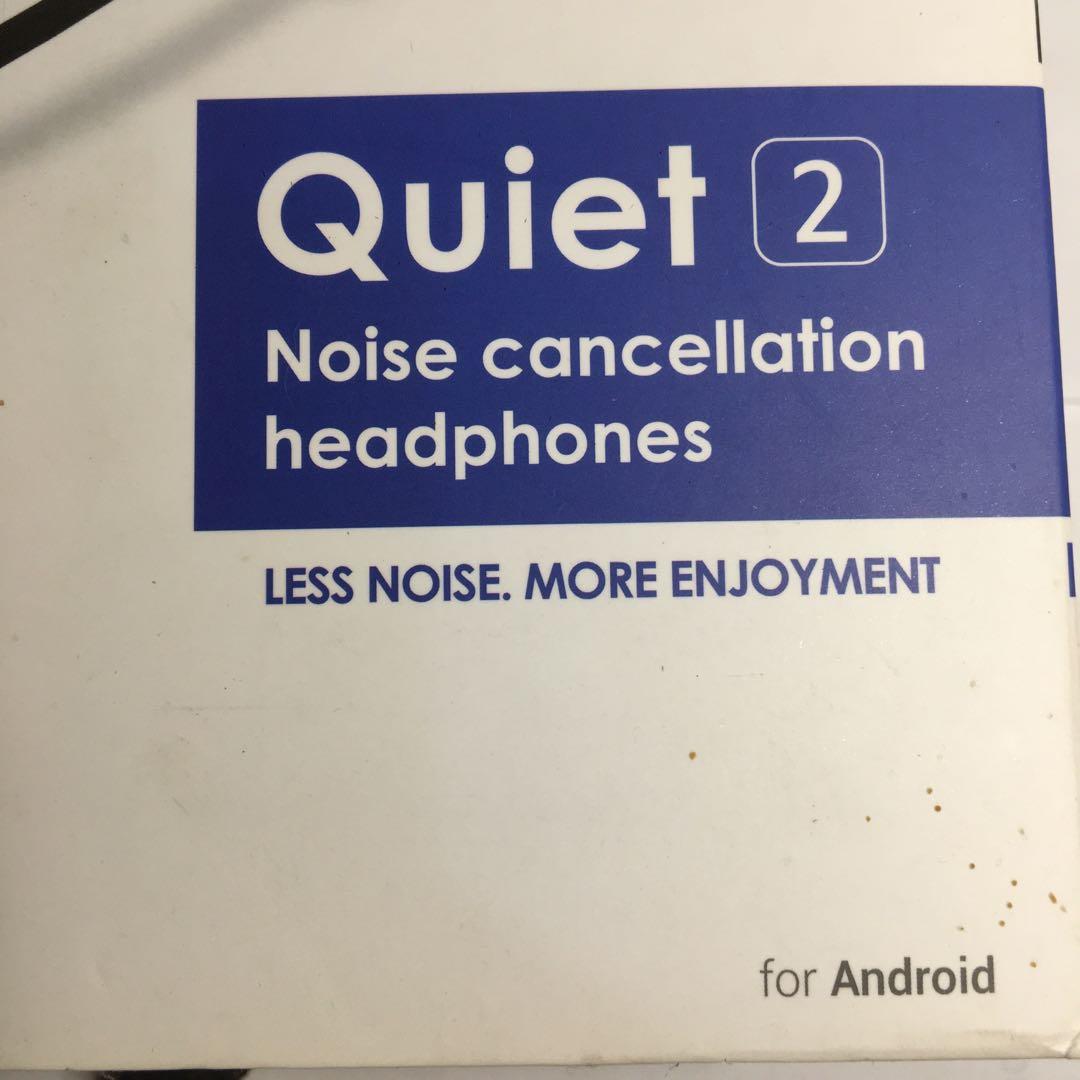 Quiet 2
Noise cancellation
headphones
LESS NOISE. MORE ENJOYMENT
for Android